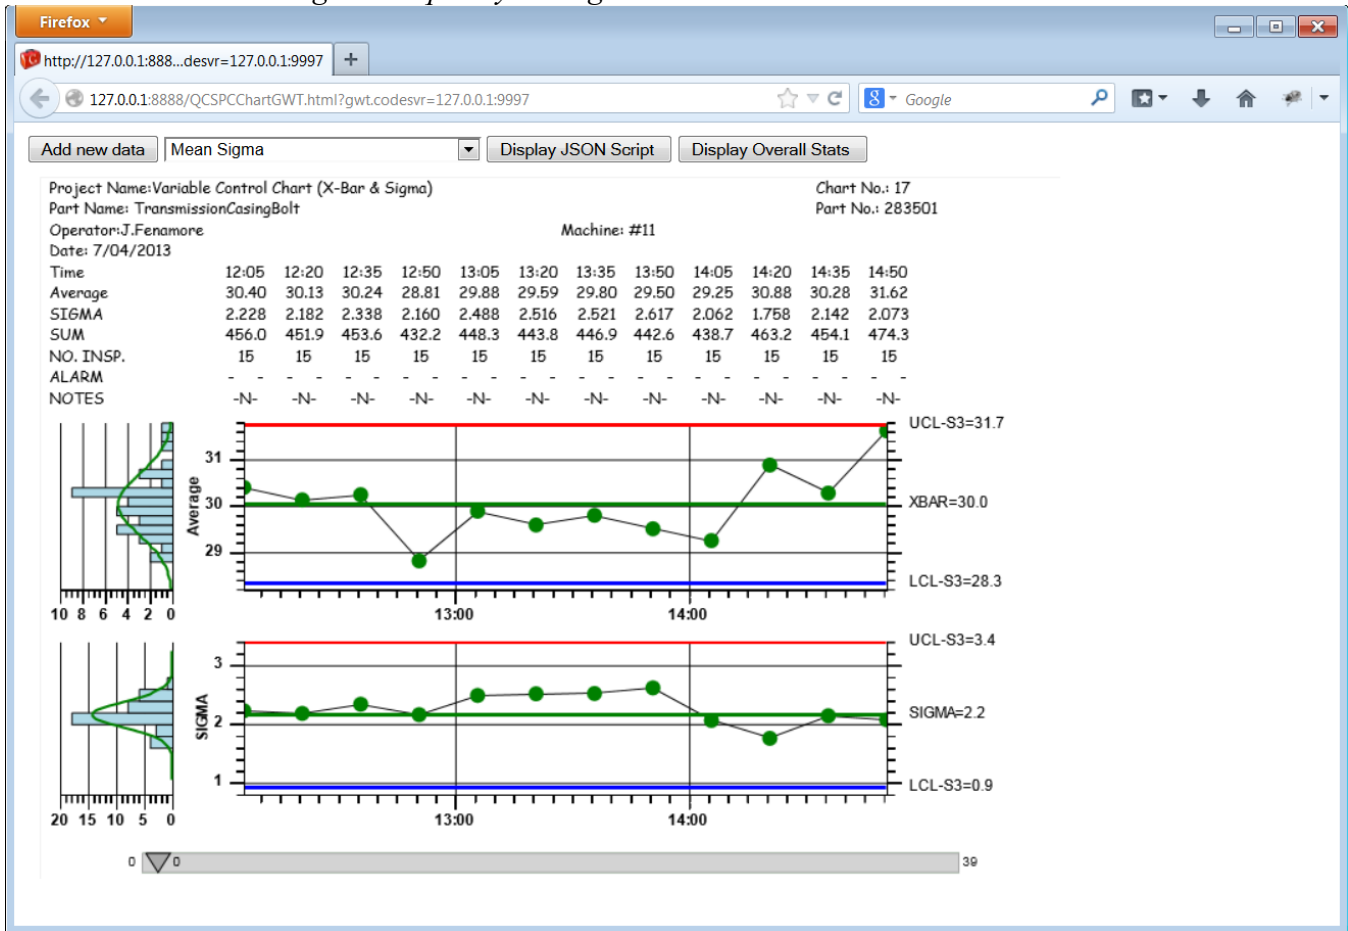 Firefox
http://127.0.0.1:888...desvr=127.0.0.1:9997
127.0.0.1:8888/QCSPCChartGWT.html?gwt.codesvr=127.0.0.1:9997 Google
Add new data Mean Sigma Display JSON Script Display Overall Stats
Project Name:Variable Control Chart (X-Bar & Sigma) Chart No.: 17
Part Name: TransmissionCasingBolt Part No.: 283501
Operator:J.Fenamore Machine: #11
Date: 7/04/2013
Time 12:05 12:20 12:35 12:50 13:05 13:20 13:35 13:50 14:05 14:20 14:35 14:50
Average 30.40 30.13 30.24 28.81 29.88 29.59 29.80 29.50 29.25 30.88 30.28 31.62
SIGMA 2.228 2.182 2.338 2.160 2.488 2.516 2.521 2.617 2.062 1.758 2.142 2.073
SUM 456.0 451.9 453.6 432.2 448.3 443.8 446.9 442.6 438.7 463.2 454.1 474.3
NO. INSP. 15 15 15 15 15 15 15 15 15 15 15 15
ALARM - - - - - - - - - - - - - - - - - - - - - - - -
NOTES -N- -N- -N- -N- -N- -N- -N- -N- -N- -N- -N- -N-
UCL-S3=31.7
31
Average
30
XBAR=30.0
29
LCL-S3=28.3
10 8 6 4 2 0 13:00 14:00
UCL-S3=3.4
3
SIGMA
SIGMA=2.2
2
1
LCL-S3=0.9
20 15 10 5 0 13:00 14:00
0 0 39